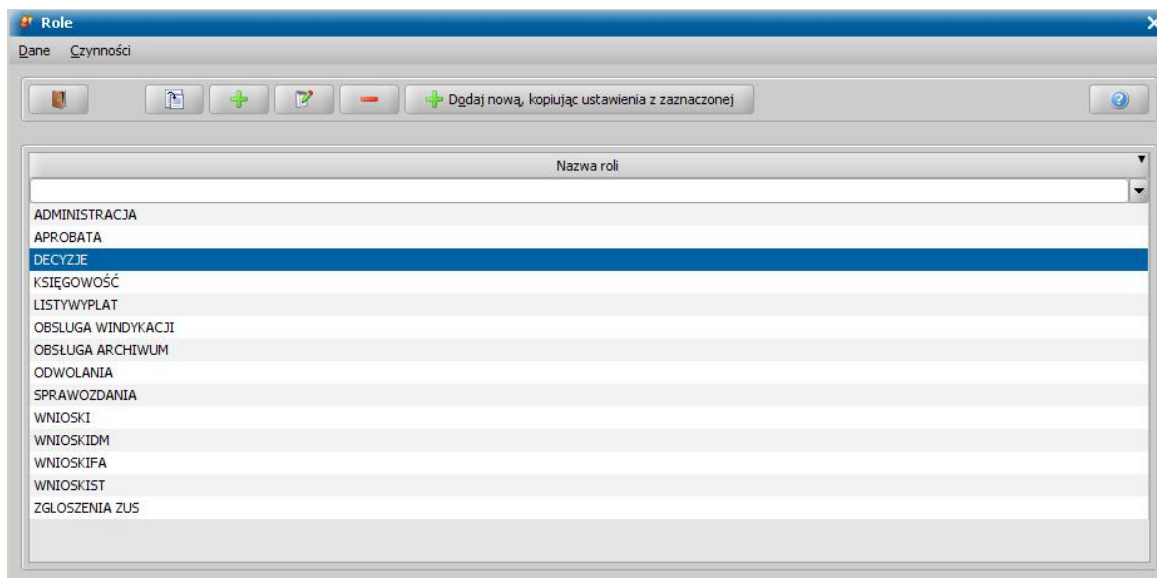 Role
Dane Czynności
Dodaj nową, kopiując ustawienia z zaznaczonej
Nazwa roli
ADMINISTRACJA
APROBATA
DECYZJE
KSIĘGOWOŚĆ
LISTYWYPLAT
OBSLUGA WINDYKACJI
OBSŁUGA ARCHIWUM
ODWOLANIA
SPRAWOZDANIA
WNIOSKI
WNIOSKIDM
WNIOSKIFA
WNIOSKIST
ZGLOSZENIA ZUS